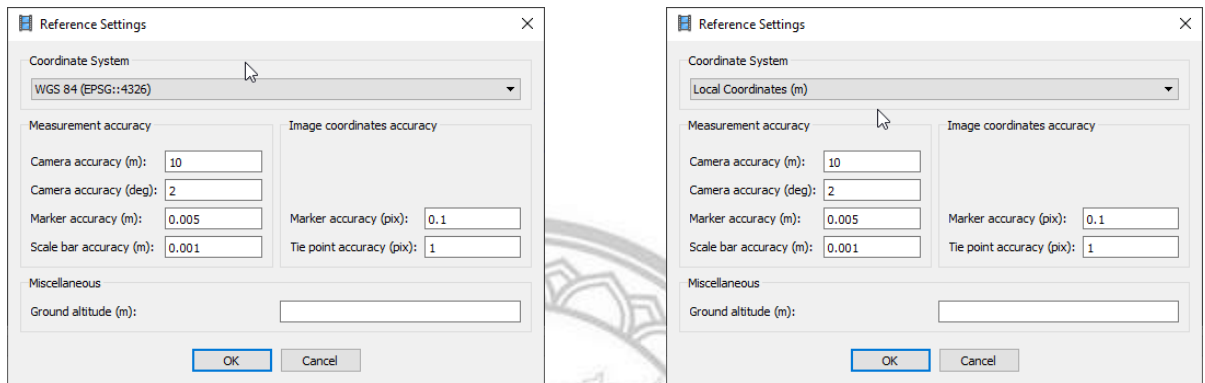 Reference Settings
Coordinate System
WGS 84 (EPSG::4326)
Measurement accuracy
Image coordinates accuracy
Camera accuracy (m): 10
Camera accuracy (deg): 2
Marker accuracy (m): 0.005
Marker accuracy (pix): 0.1
Scale bar accuracy (m): 0.001
Tie point accuracy (pix): 1
Miscellaneous
Ground altitude (m):
OK
Cancel
Reference Settings
Coordinate System
Local Coordinates (m)
Measurement accuracy
Image coordinates accuracy
Camera accuracy (m): 10
Camera accuracy (deg): 2
Marker accuracy (m): 0.005
Marker accuracy (pix): 0.1
Scale bar accuracy (m): 0.001
Tie point accuracy (pix): 1
Miscellaneous
Ground altitude (m):
OK
Cancel